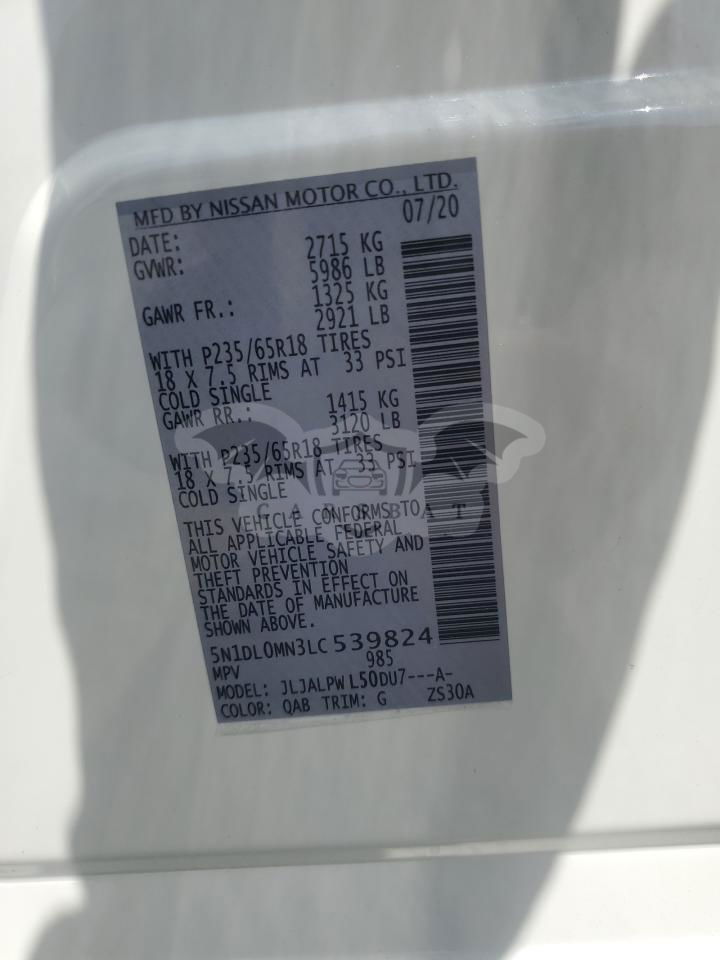 MFD BY NISSAN MOTOR CO., LTD.
DATE: 07/20
GVWR: 2715 KG
5986 LB
GAWR FR.: 1325 KG
2921 LB
WITH P235/65R18 TIRES
18 X 7.5 RIMS AT 33 PSI
COLD SINGLE
GAWR RR.: 1415 KG
3120 LB
WITH P235/65R18 TIRES
18 X 7.5 RIMS AT 33 PSI
COLD SINGLE
THIS VEHICLE CONFORMS TO
ALL APPLICABLE FEDERAL
MOTOR VEHICLE SAFETY AND
THEFT PREVENTION
STANDARDS IN EFFECT ON
THE DATE OF MANUFACTURE
SHOWN ABOVE.
5N1DL0MN3LC539824
MPV 985
MODEL: JLJALPWL50DU7---A-
COLOR: QAB TRIM: G ZS30A
CARSBAT